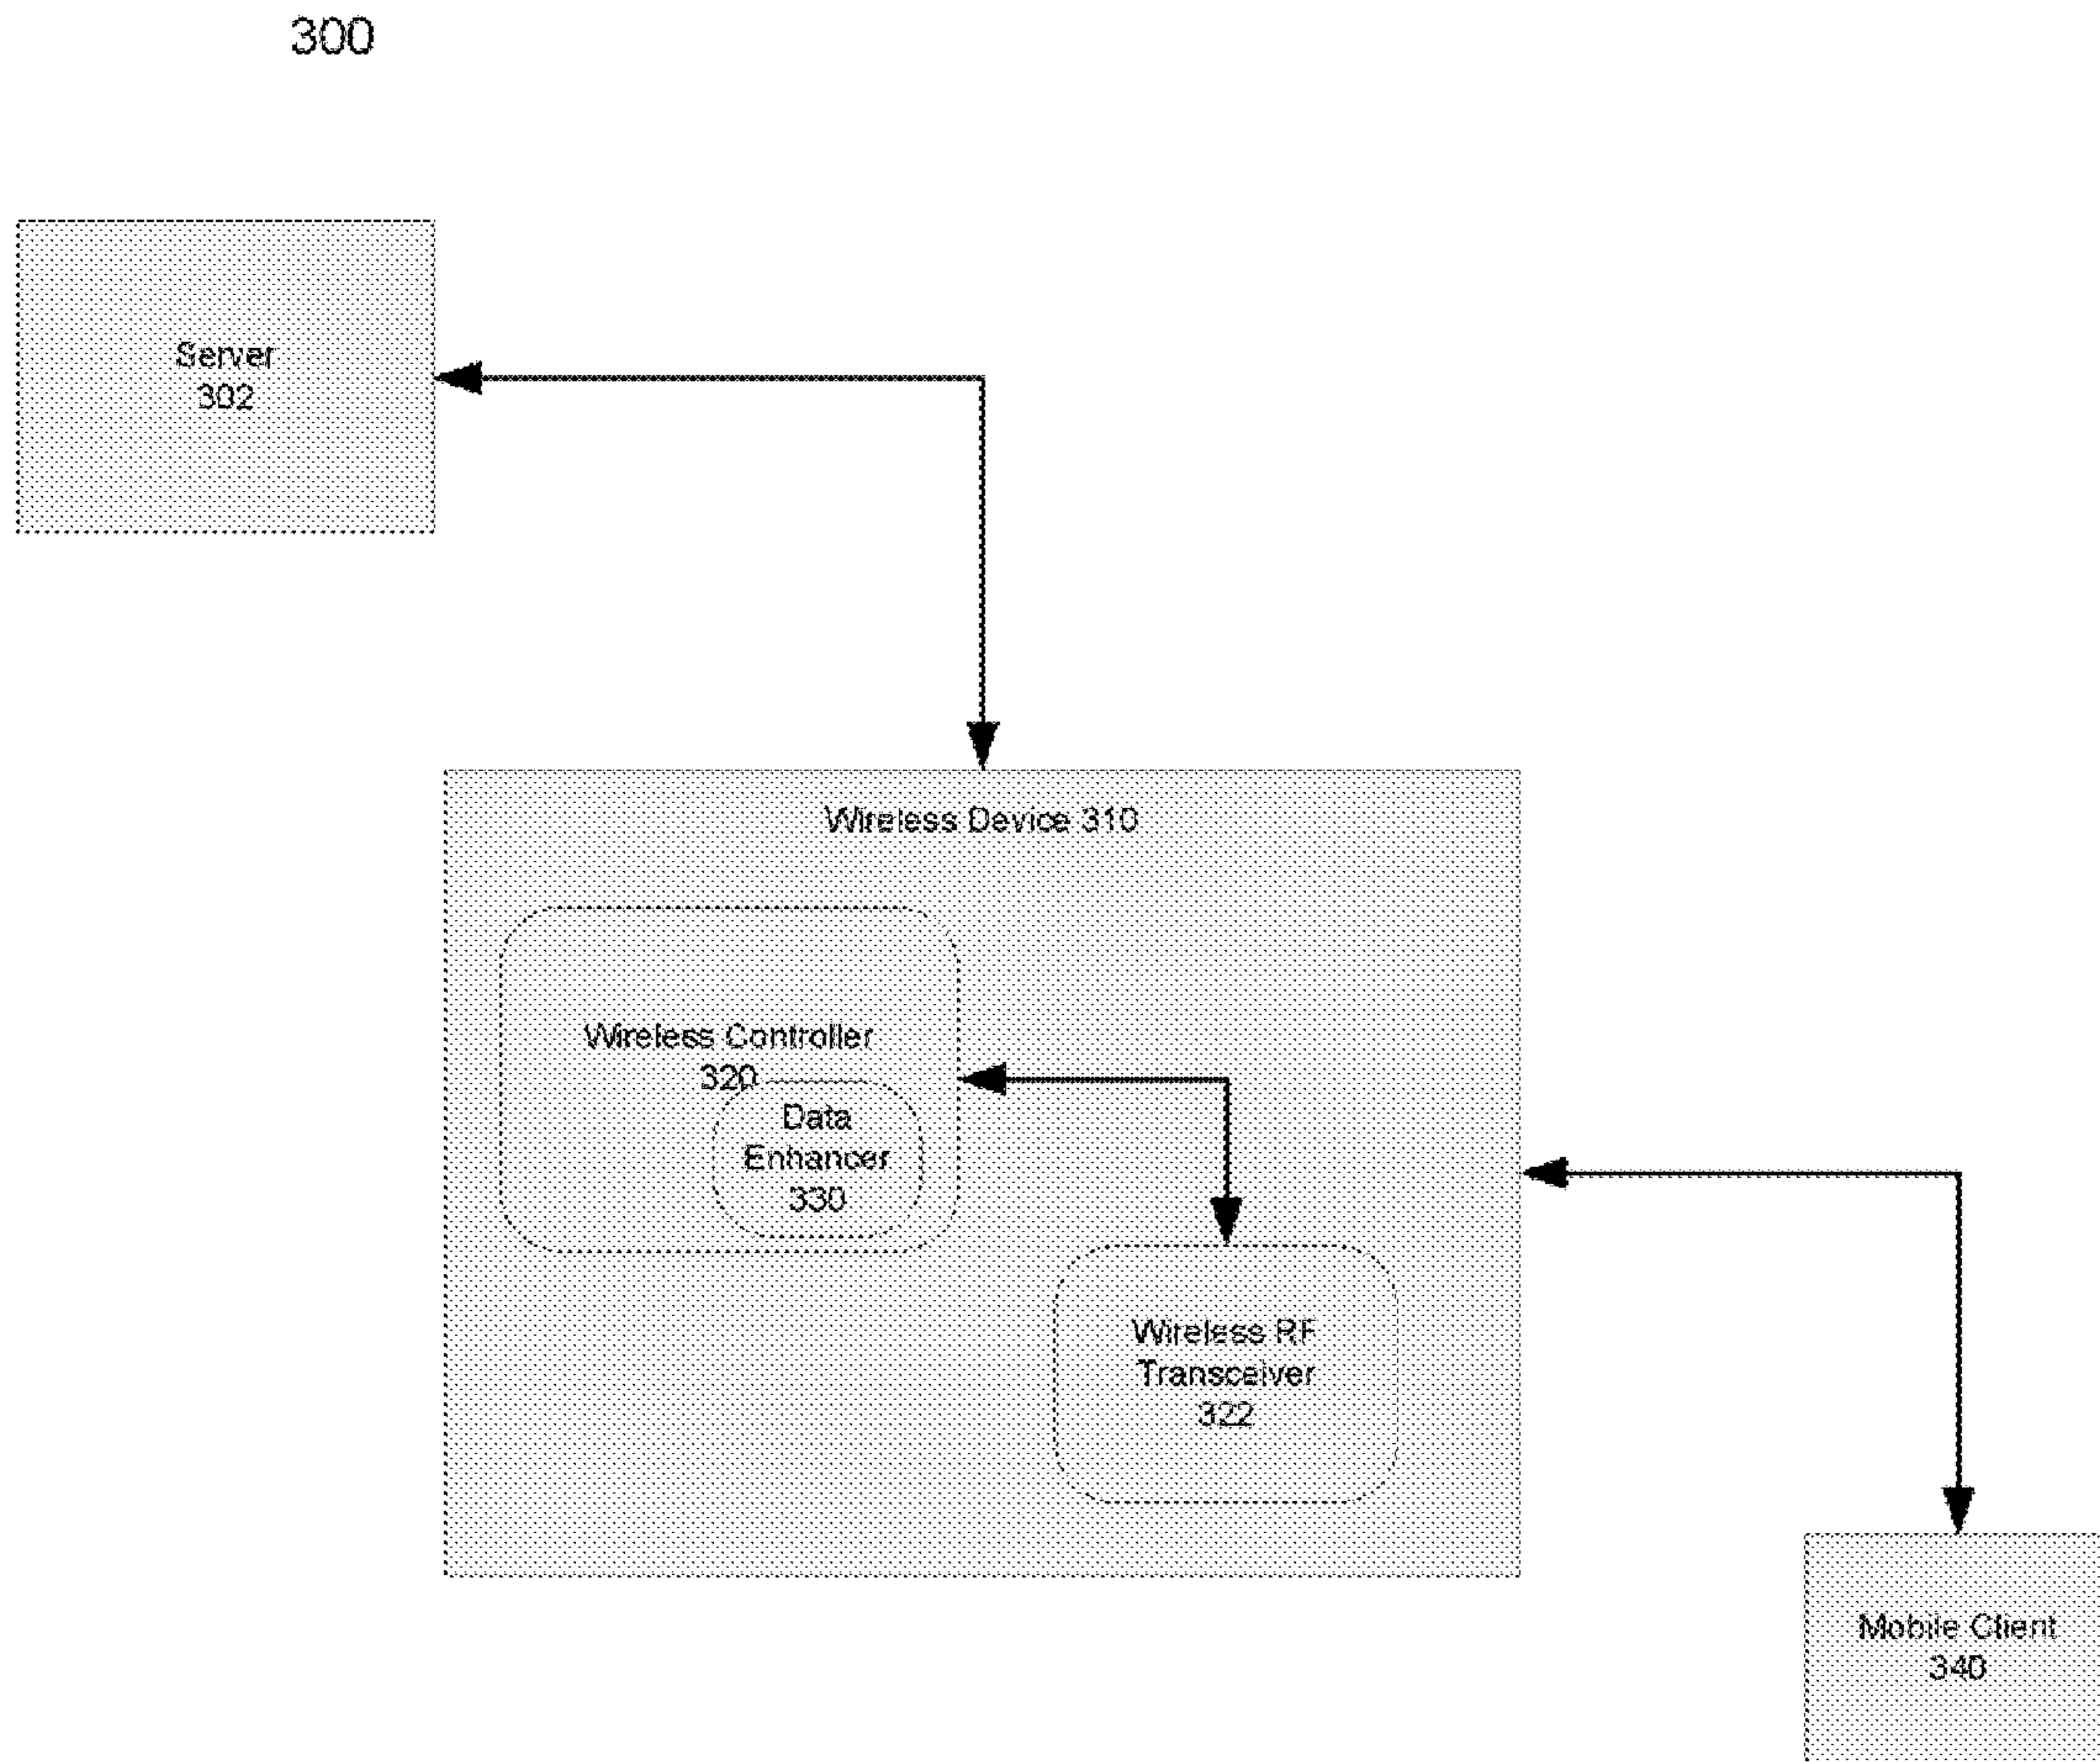 300
Server
302
Wireless Device 310
Wireless Controller
320
Data
Enhancer
330
Wireless RF
Transceiver
322
Mobile Client
340